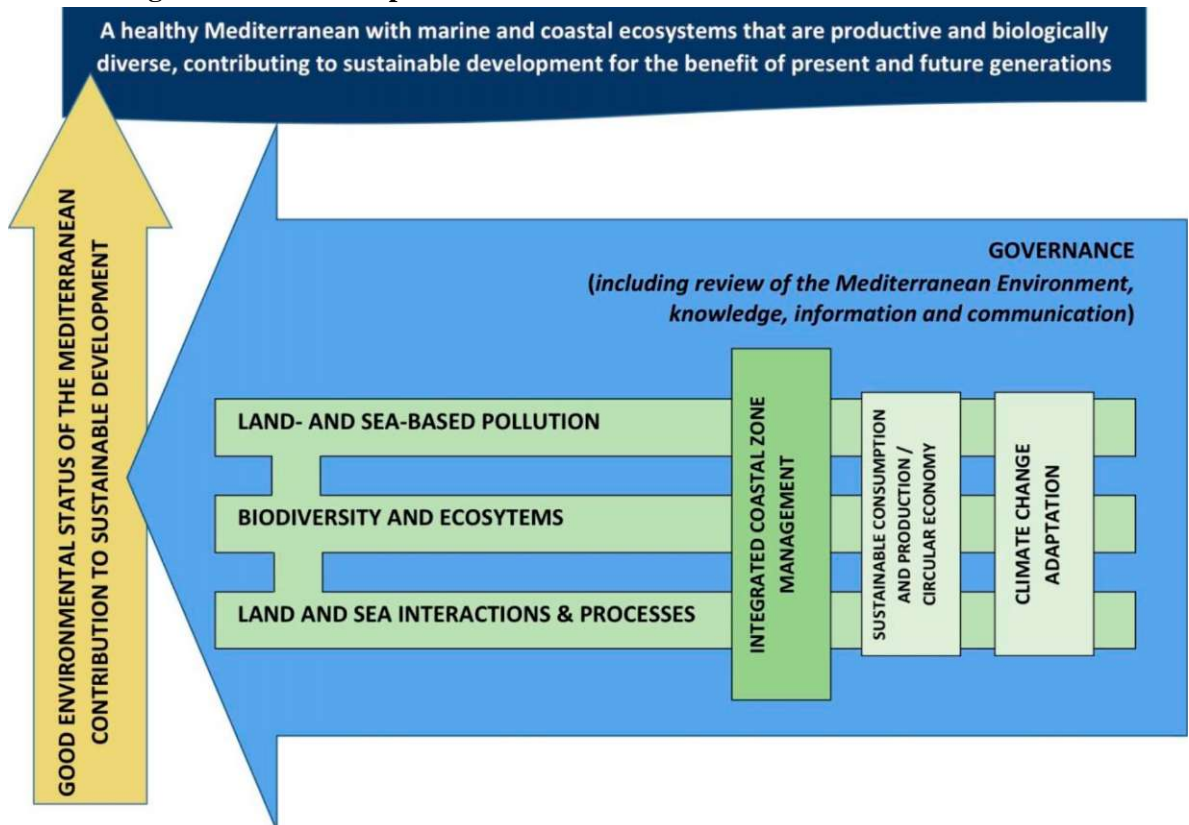 A healthy Mediterranean with marine and coastal ecosystems that are productive and biologically
diverse, contributing to sustainable development for the benefit of present and future generations
GOOD ENVIRONMENTAL STATUS OF THE MEDITERRANEAN
CONTRIBUTION TO SUSTAINABLE DEVELOPMENT
GOVERNANCE
(including review of the Mediterranean Environment,
knowledge, information and communication)
LAND- AND SEA-BASED POLLUTION
BIODIVERSITY AND ECOSYTEMS
LAND AND SEA INTERACTIONS & PROCESSES
INTEGRATED COASTAL ZONE
MANAGEMENT
SUSTAINABLE CONSUMPTION
AND PRODUCTION /
CIRCULAR ECONOMY
CLIMATE CHANGE
ADAPTATION